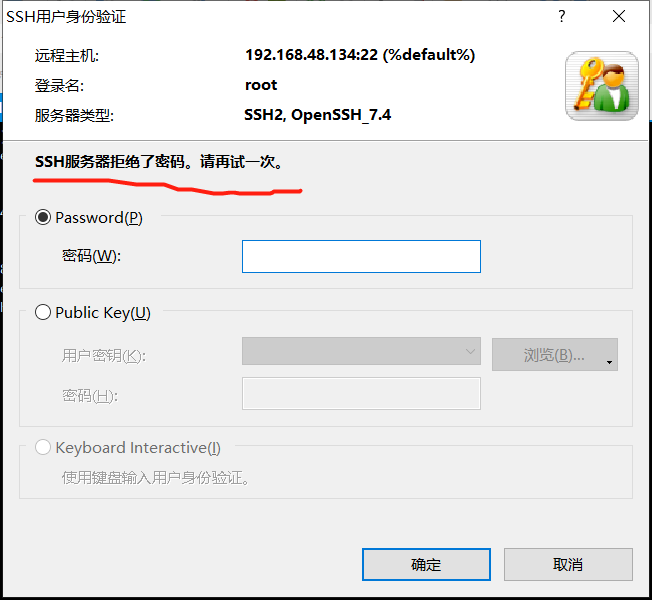 SSH用户身份验证
?
远程主机: 192.168.48.134:22 (%default%)
登录名: root
服务器类型: SSH2, OpenSSH_7.4
SSH服务器拒绝了密码。请再试一次。
Password(P)
密码(W):
Public Key(U)
用户密钥(K): 浏览(B)...
密码(H):
Keyboard Interactive(I)
使用键盘输入用户身份验证。
确定 取消